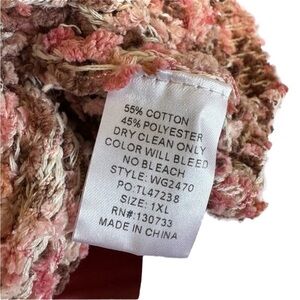 55% COTTON
45% POLYESTER
DRY CLEAN ONLY
COLOR WILL BLEED
NO BLEACH
STYLE: WG2470
PO: TL47238
SIZE: 1XL
RN#: 130733
MADE IN CHINA